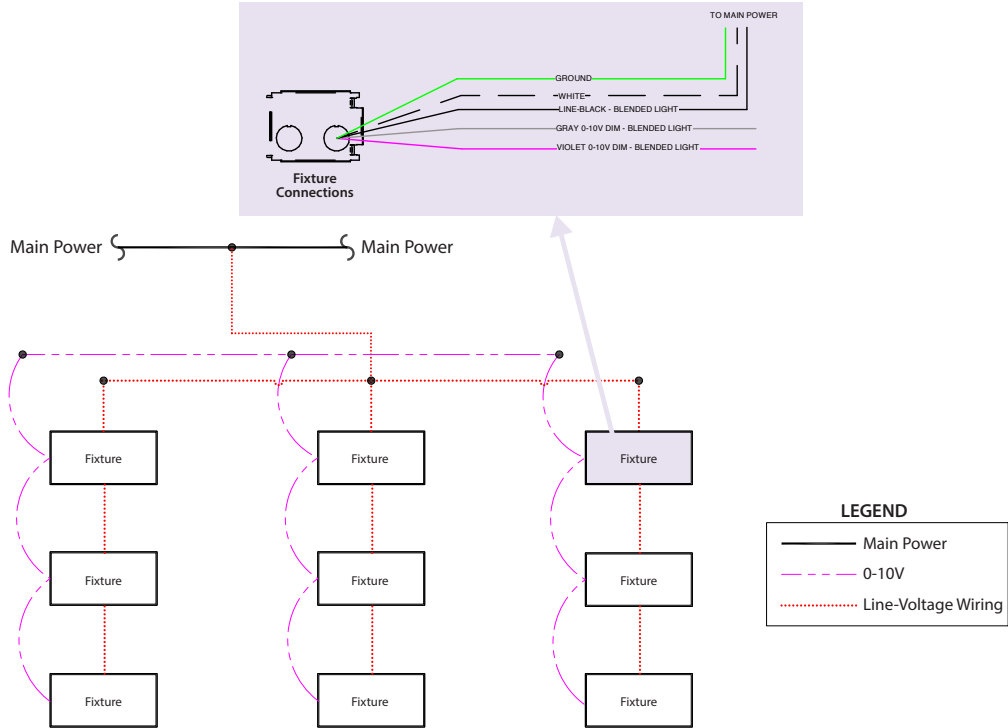 TO MAIN POWER
GROUND
WHITE
LINE-BLACK - BLENDED LIGHT
GRAY 0-10V DIM - BLENDED LIGHT
VIOLET 0-10V DIM - BLENDED LIGHT
Fixture
Connections
Main Power
Main Power
Fixture
Fixture
Fixture
Fixture
Fixture
Fixture
Fixture
Fixture
Fixture
LEGEND
Main Power
0-10V
Line-Voltage Wiring